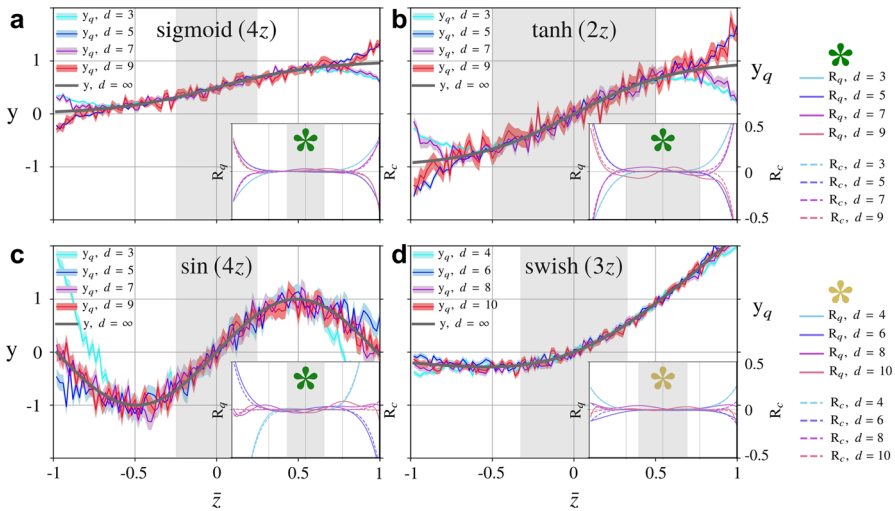 a
sigmoid (4z)
y_q, d = 3
y_q, d = 5
y_q, d = 7
y_q, d = 9
y, d = ∞
1
0
-1
y
R_q
R_c
b
tanh (2z)
y_q, d = 3
y_q, d = 5
y_q, d = 7
y_q, d = 9
y, d = ∞
y_q
0.5
0
-0.5
R_q
R_c
R_q, d = 3
R_q, d = 5
R_q, d = 7
R_q, d = 9
R_c, d = 3
R_c, d = 5
R_c, d = 7
R_c, d = 9
c
sin (4z)
y_q, d = 3
y_q, d = 5
y_q, d = 7
y_q, d = 9
y, d = ∞
1
0
-1
y
R_q
R_c
-1
-0.5
0
0.5
1
z̄
d
swish (3z)
y_q, d = 4
y_q, d = 6
y_q, d = 8
y_q, d = 10
y, d = ∞
y_q
0.5
0
-0.5
R_q
R_c
-1
-0.5
0
0.5
1
z̄
R_q, d = 4
R_q, d = 6
R_q, d = 8
R_q, d = 10
R_c, d = 4
R_c, d = 6
R_c, d = 8
R_c, d = 10